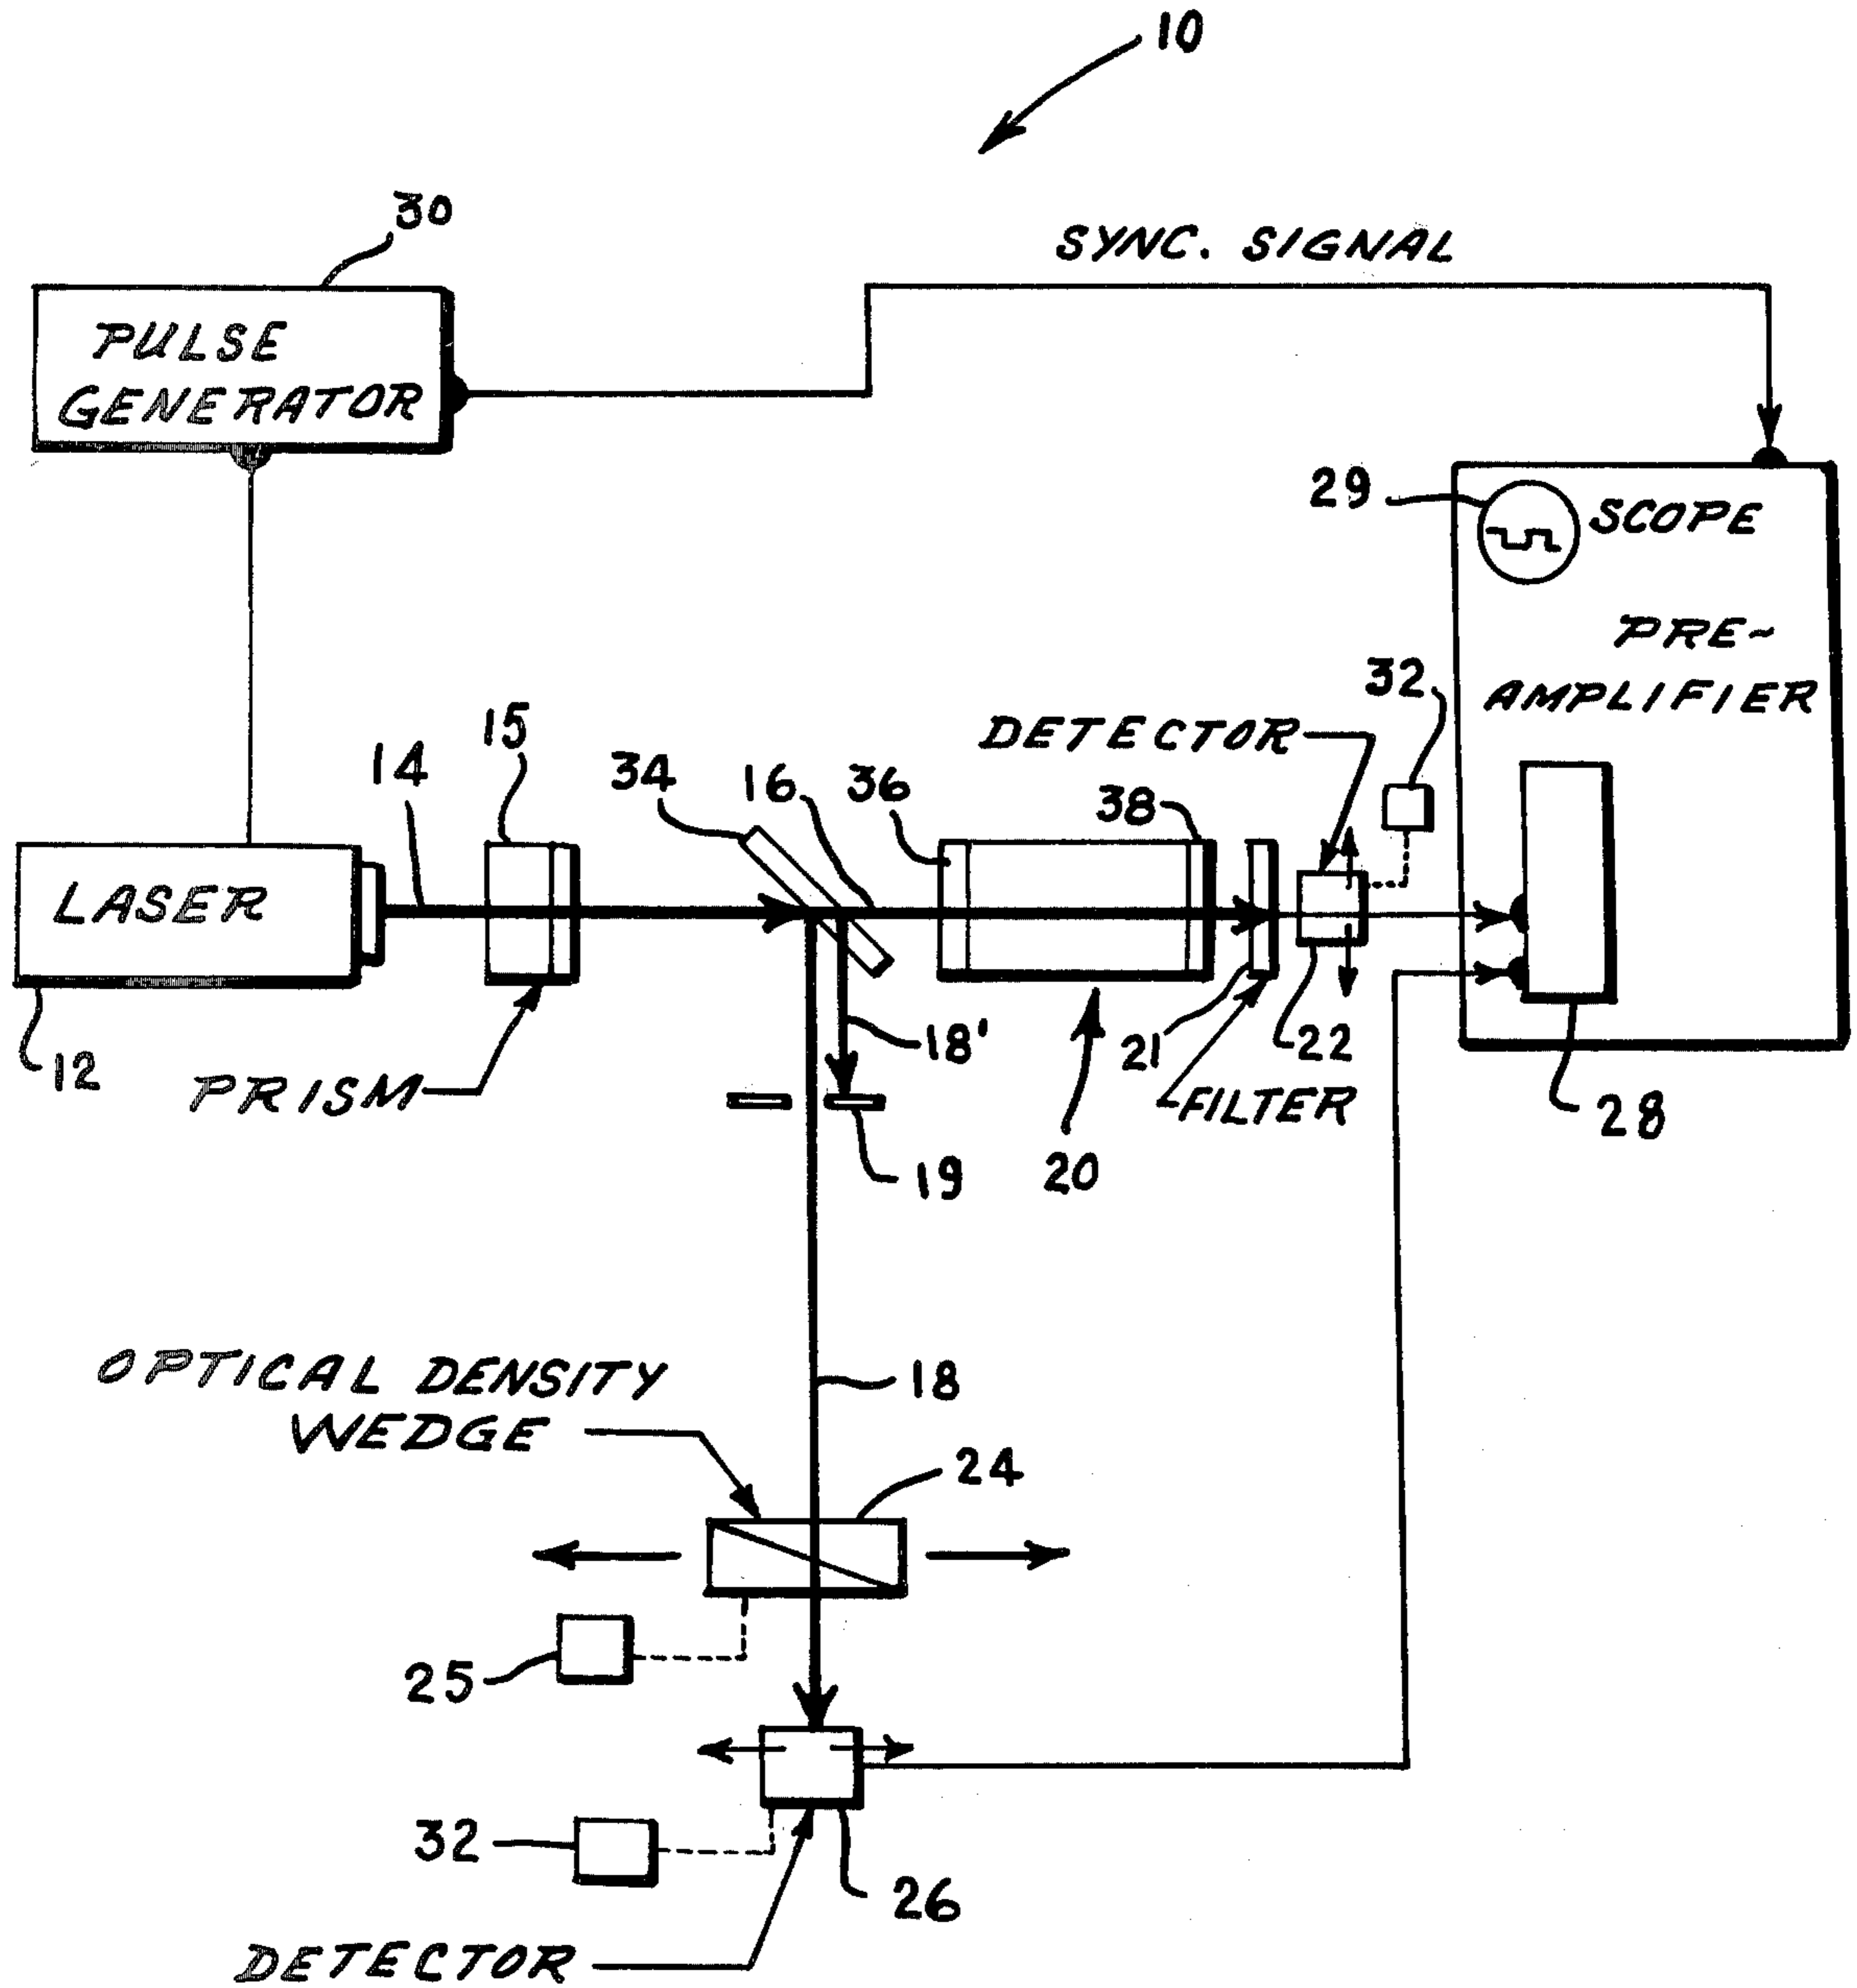 10
30
SYNC. SIGNAL
PULSE
GENERATOR
29
SCOPE
PRE-
AMPLIFIER
32
DETECTOR
15
14
34
16
36
38
LASER
12
PRISM
18'
21
22
FILTER
28
19
20
OPTICAL DENSITY
WEDGE
18
24
25
32
26
DETECTOR